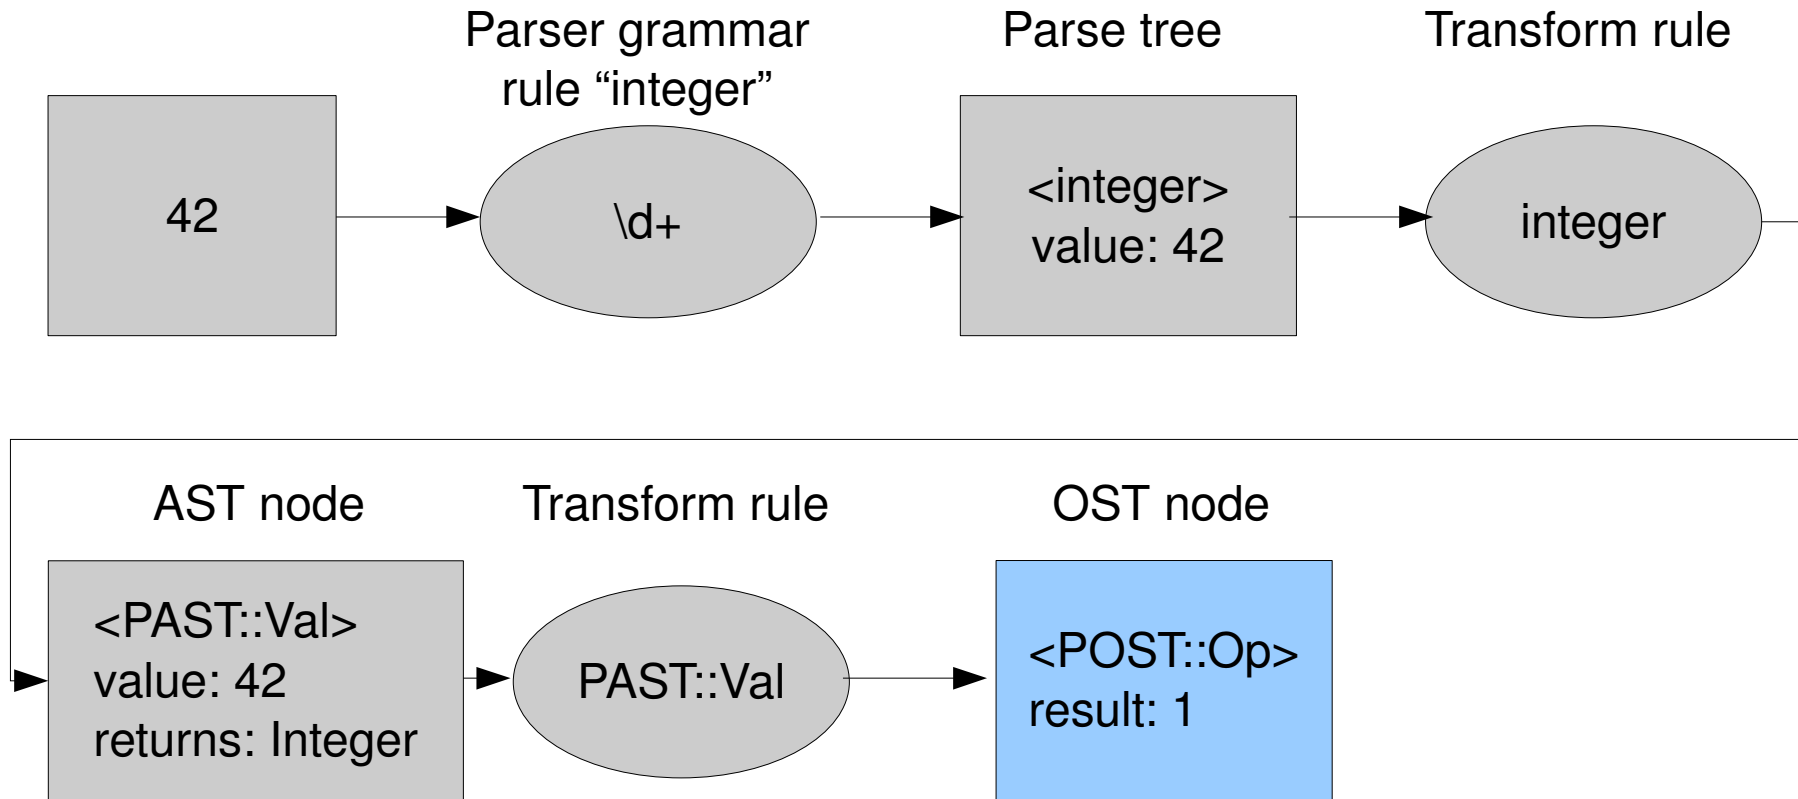 Parser grammar
rule “integer”
Parse tree
Transform rule
42
\d+
<integer>
value: 42
integer
AST node
Transform rule
OST node
<PAST::Val>
value: 42
returns: Integer
PAST::Val
<POST::Op>
result: 1